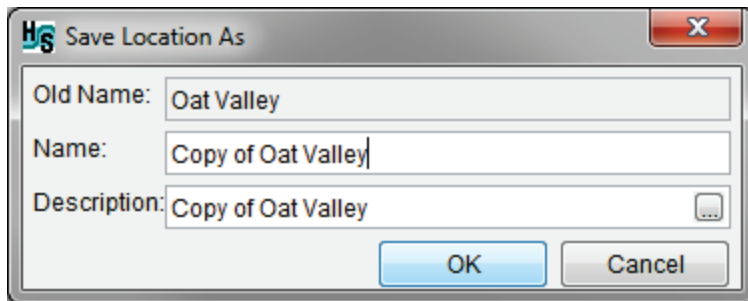 HS Save Location As
Old Name: Oat Valley
Name: Copy of Oat Valley
Description: Copy of Oat Valley ...
OK Cancel